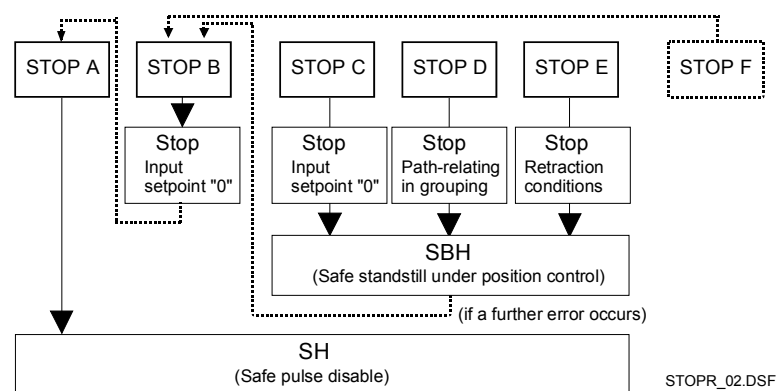 STOP A
STOP B
STOP C
STOP D
STOP E
STOP F
Stop
Input
setpoint "0"
Stop
Input
setpoint "0"
Stop
Path-relating
in grouping
Stop
Retraction
conditions
SBH
(Safe standstill under position control)
(if a further error occurs)
SH
(Safe pulse disable)
STOPR_02.DSF